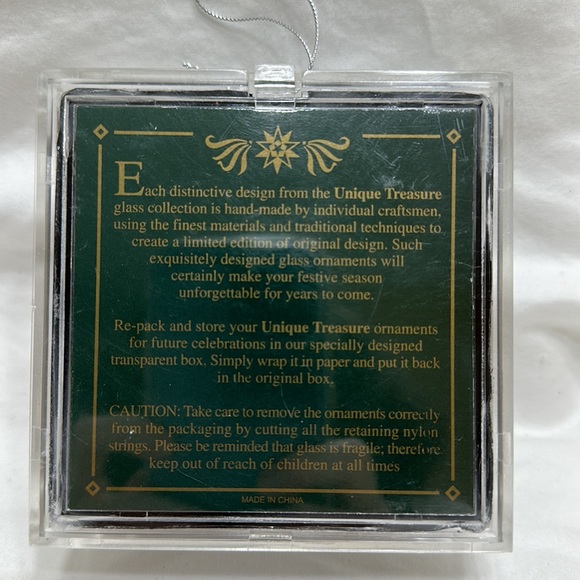 Each distinctive design from the Unique Treasure
glass collection is hand-made by individual craftsmen,
using the finest materials and traditional techniques to
create a limited edition of original design. Such
exquisitely designed glass ornaments will
certainly make your festive season
unforgettable for years to come.
Re-pack and store your Unique Treasure ornaments
for future celebrations in our specially designed
transparent box. Simply wrap it in paper and put it back
in the original box.
CAUTION: Take care to remove the ornaments correctly
from the packaging by cutting all the retaining nylon
strings. Please be reminded that glass is fragile; therefore
keep out of reach of children at all times
MADE IN CHINA